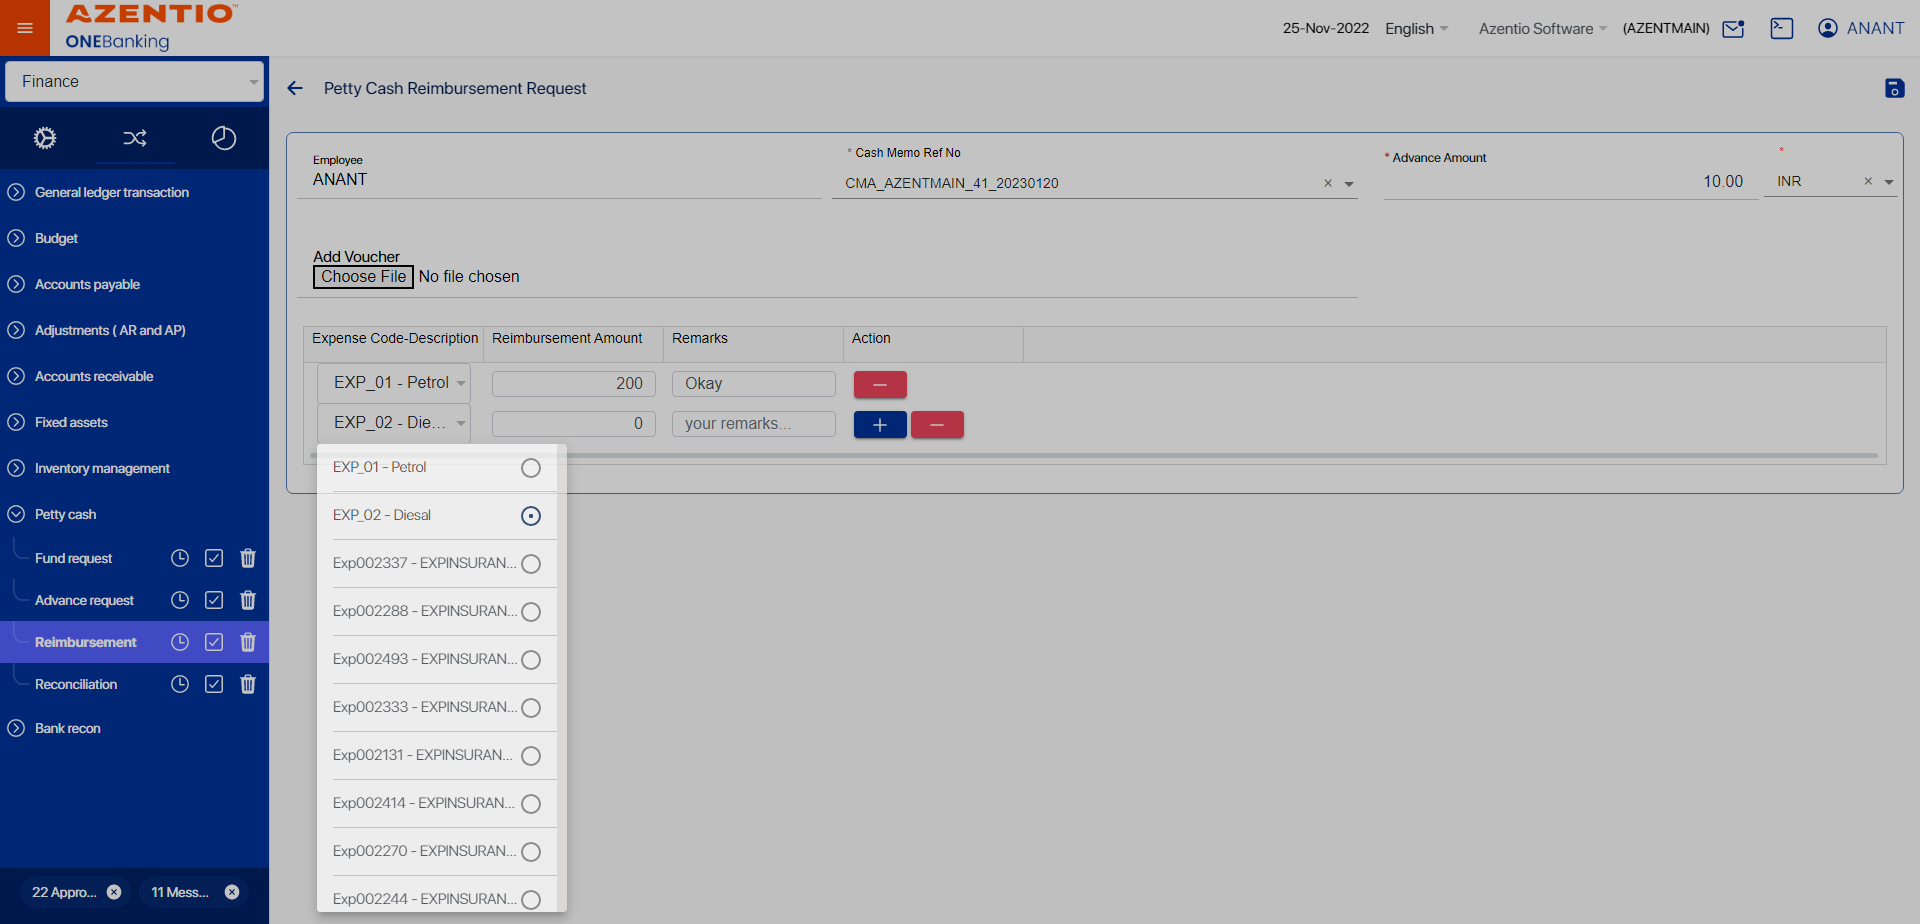 AZENTIO™
ONEBanking
25-Nov-2022 English Azentio Software (AZENTMAIN) ANANT
Finance
Petty Cash Reimbursement Request
General ledger transaction
Budget
Accounts payable
Adjustments ( AR and AP)
Accounts receivable
Fixed assets
Inventory management
Petty cash
Fund request
Advance request
Reimbursement
Reconciliation
Bank recon
22 Appro...
11 Mess...
Employee
ANANT
* Cash Memo Ref No
CMA_AZENTMAIN_41_20230120
* Advance Amount
10.00
*
INR
Add Voucher
Choose File No file chosen
Expense Code-Description Reimbursement Amount Remarks Action
EXP_01 - Petrol 200 Okay
EXP_02 - Die... 0 your remarks...
EXP_01 - Petrol
EXP_02 - Diesal
Exp002337 - EXPINSURAN...
Exp002288 - EXPINSURAN...
Exp002493 - EXPINSURAN...
Exp002333 - EXPINSURAN...
Exp002131 - EXPINSURAN...
Exp002414 - EXPINSURAN...
Exp002270 - EXPINSURAN...
Exp002244 - EXPINSURAN...